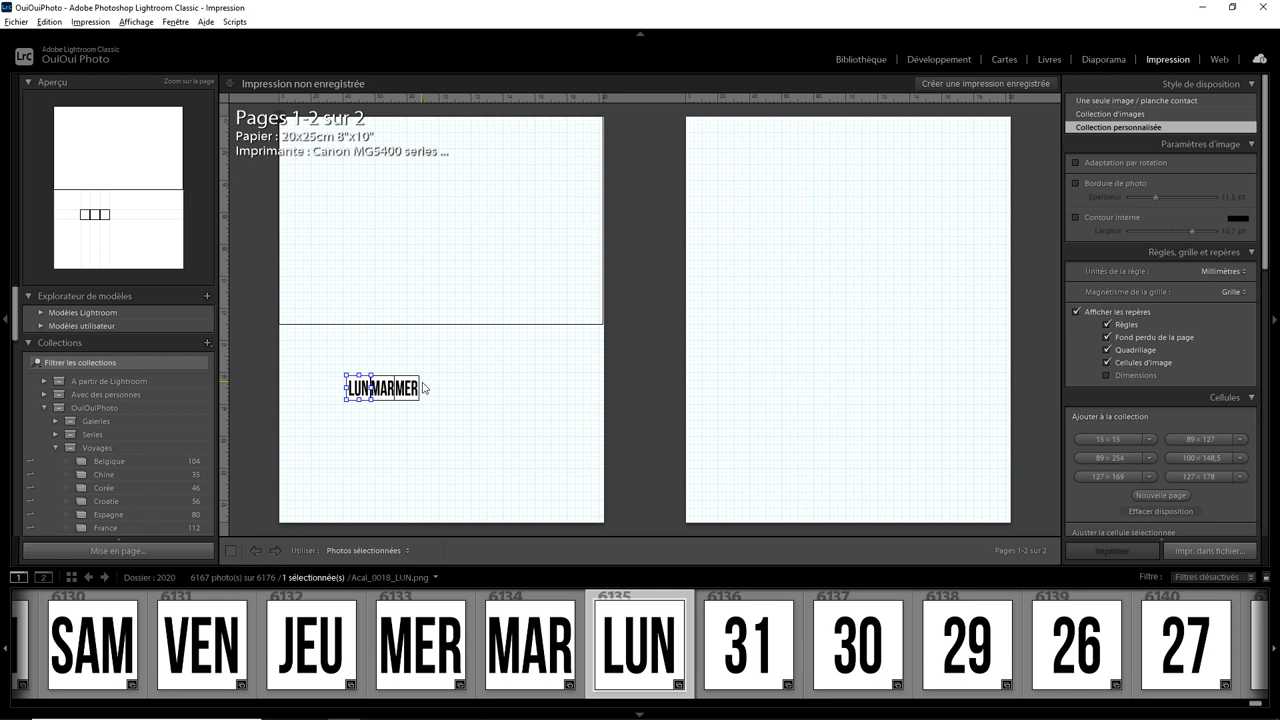 OuiOuiPhoto - Adobe Photoshop Lightroom Classic - Impression
Fichier Edition Impression Affichage Fenêtre Aide Scripts
Lrc
Adobe Lightroom Classic
OuiOui Photo
Bibliothèque | Développement | Cartes | Livres | Diaporama | Impression | Web
Aperçu
Zoom sur la page
Explorateur de modèles +
Modèles Lightroom
Modèles utilisateur
Collections +
Filtrer les collections
A partir de Lightroom
Avec des personnes
OuiOuiPhoto
Galeries
Series
Voyages
Belgique 104
Chine 35
Corée 46
Croatie 56
Espagne 80
France 112
Mise en page...
Impression non enregistrée
Créer une impression enregistrée
Pages 1-2 sur 2
Papier : 20x25cm 8"x10"
Imprimante : Canon MG5400 series ...
LUN MAR MER
Utiliser : Photos sélectionnées
Pages 1-2 sur 2
Style de disposition
Une seule image / planche contact
Collection d'images
Collection personnalisée
Paramètres d'image
Adaptation par rotation
Bordure de photo
Epaisseur 11,5 pt
Contour interne
Largeur 14,7 pt
Règles, grille et repères
Unités de la règle : Millimètres
Magnétisme de la grille : Grille
Afficher les repères
Règles
Fond perdu de la page
Quadrillage
Cellules d'image
Dimensions
Cellules
Ajouter à la collection
15 × 15 89 × 127
89 × 254 100 × 148,5
127 × 169 127 × 178
Nouvelle page
Effacer disposition
Ajuster la cellule sélectionnée
Imprimer Impr. dans fichier...
1 2 Dossier : 2020 6167 photo(s) sur 6176 / 1 sélectionnée(s) / Acal_0018_LUN.png
Filtre : Filtres désactivés
6130 6131 6132 6133 6134 6135 6136 6137 6138 6139 6140
SAM VEN JEU MER MAR LUN 31 30 29 26 27